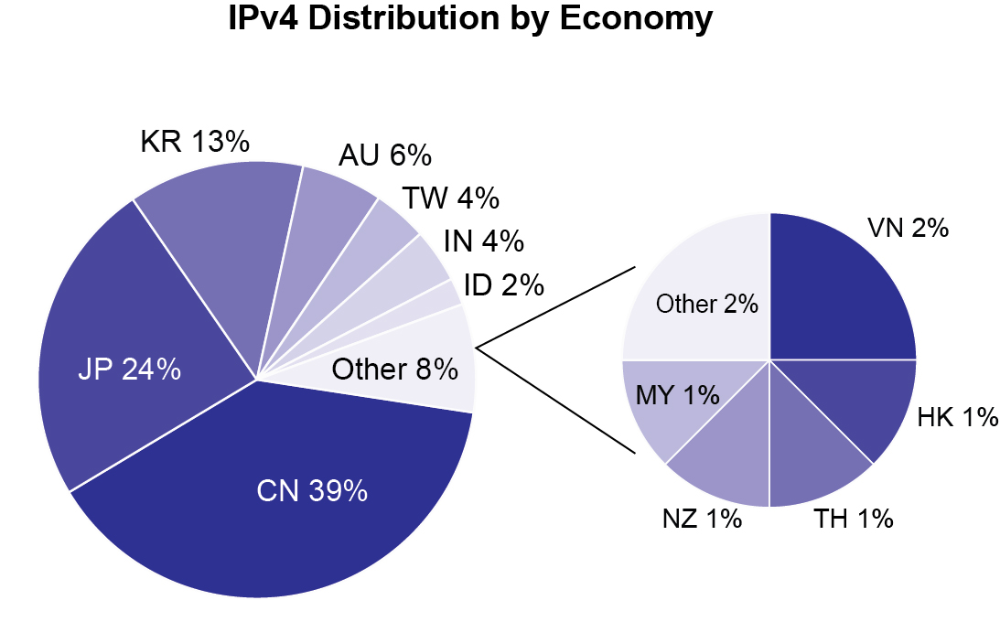 IPv4 Distribution by Economy
KR 13%
AU 6%
TW 4%
IN 4%
ID 2%
Other 8%
JP 24%
CN 39%
VN 2%
Other 2%
MY 1%
HK 1%
NZ 1%
TH 1%